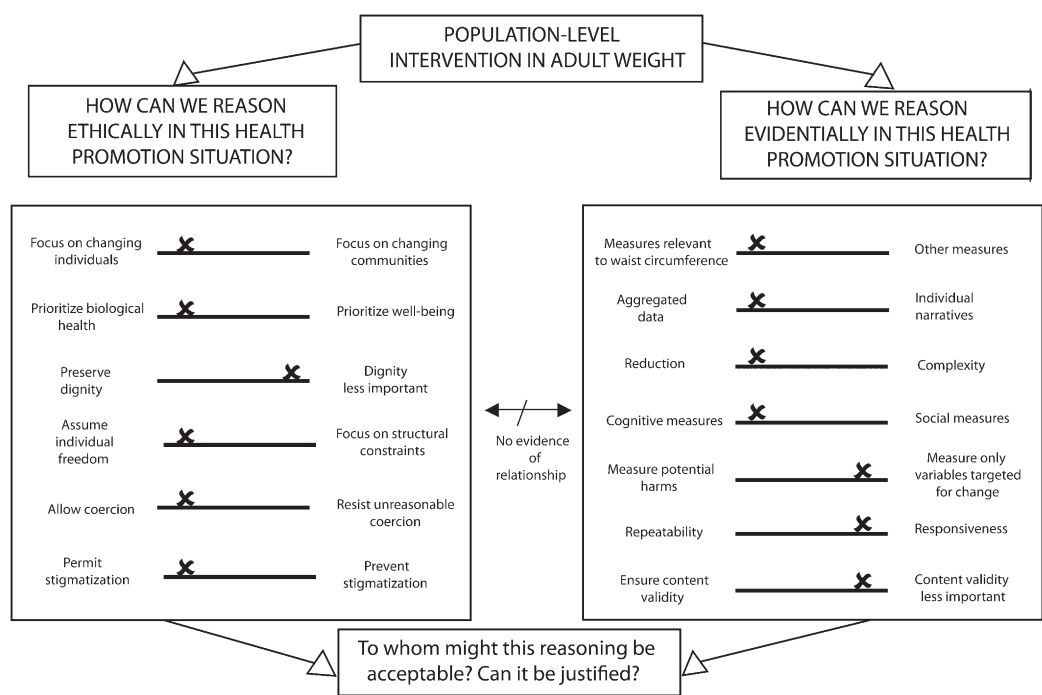 POPULATION-LEVEL
INTERVENTION IN ADULT WEIGHT
HOW CAN WE REASON
ETHICALLY IN THIS HEALTH
PROMOTION SITUATION?
HOW CAN WE REASON
EVIDENTIALLY IN THIS HEALTH
PROMOTION SITUATION?
Focus on changing
individuals
Focus on changing
communities
Prioritize biological
health
Prioritize well-being
Preserve
dignity
Dignity
less important
Assume
individual
freedom
Focus on structural
constraints
Allow coercion
Resist unreasonable
coercion
Permit
stigmatization
Prevent
stigmatization
No evidence
of
relationship
Measures relevant
to waist circumference
Other measures
Aggregated
data
Individual
narratives
Reduction
Complexity
Cognitive measures
Social measures
Measure potential
harms
Measure only
variables targeted
for change
Repeatability
Responsiveness
Ensure content
validity
Content validity
less important
To whom might this reasoning be
acceptable? Can it be justified?